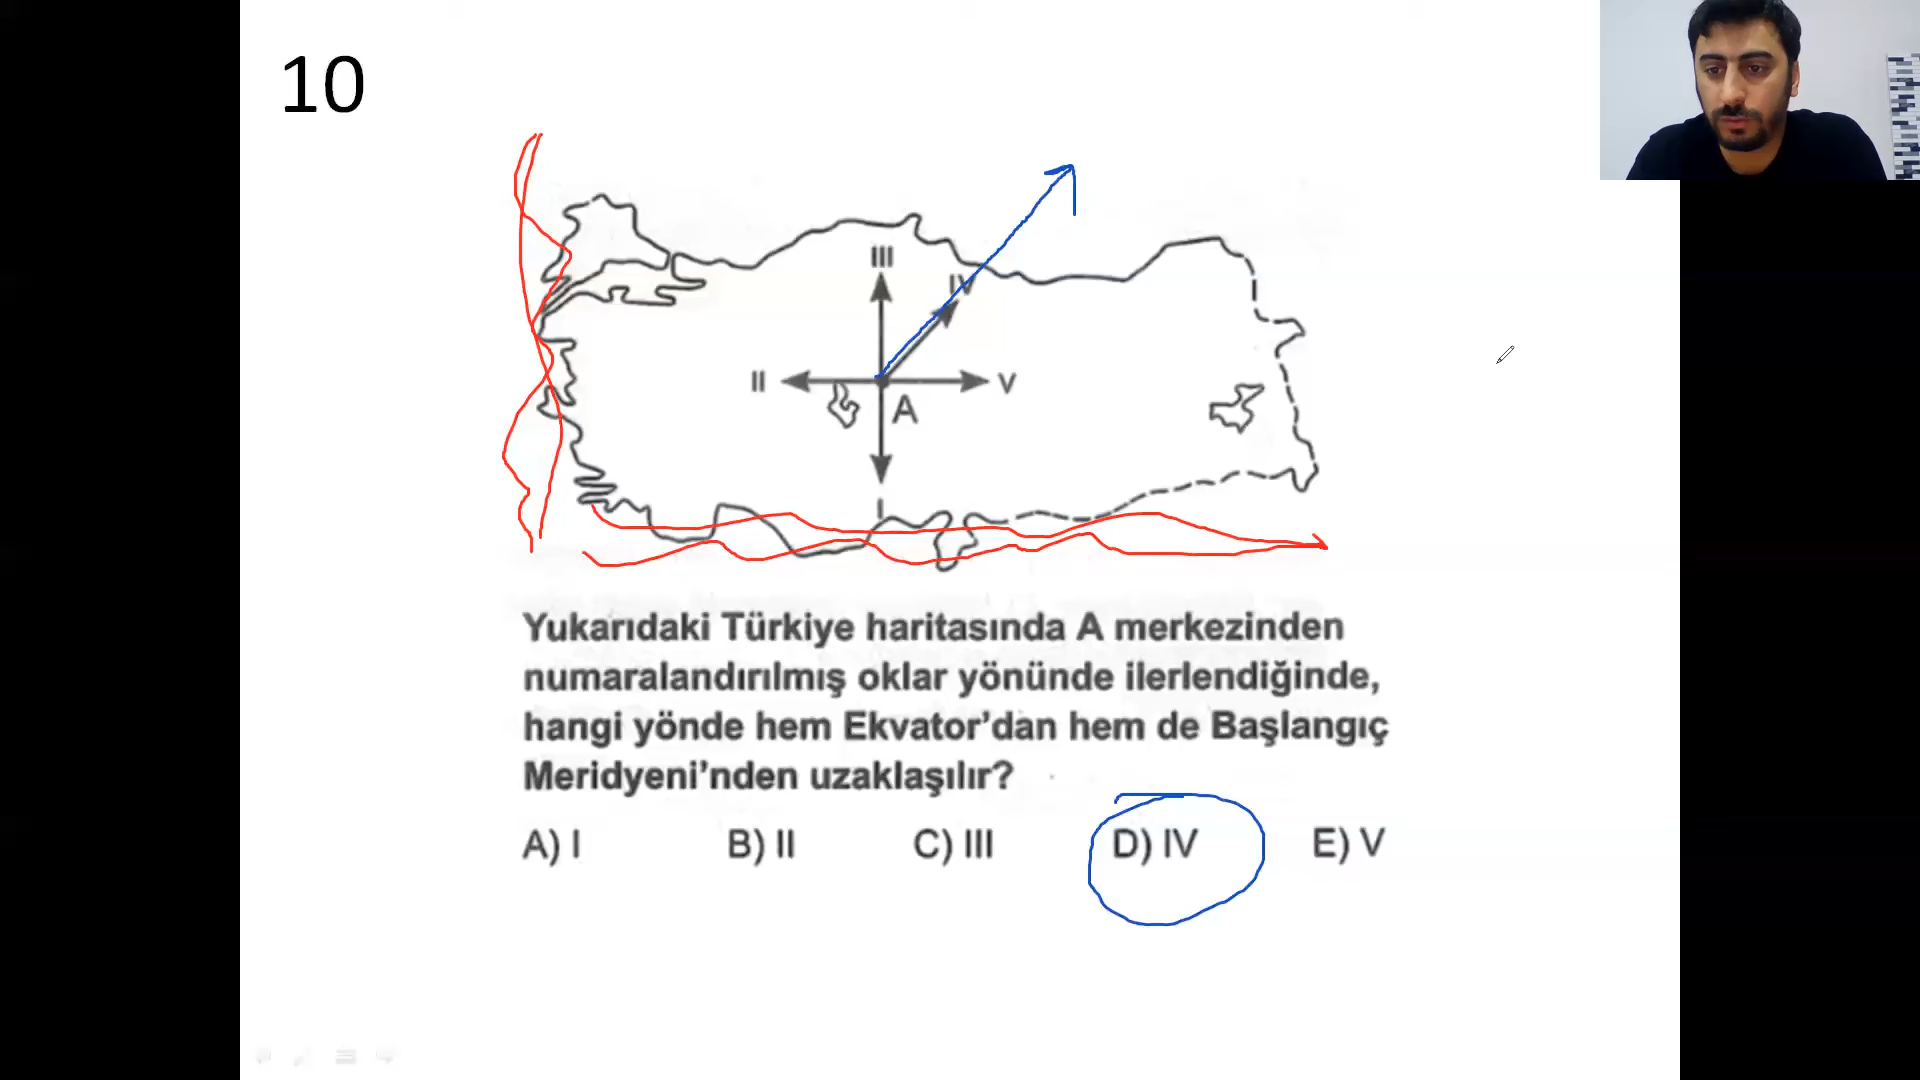 10
III
IV
II
V
A
I
Yukarıdaki Türkiye haritasında A merkezinden
numaralandırılmış oklar yönünde ilerlendiğinde,
hangi yönde hem Ekvator'dan hem de Başlangıç
Meridyeni'nden uzaklaşılır?
A) I B) II C) III D) IV E) V